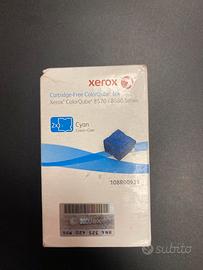 xerox
Cartridge-Free ColorQube Ink
Xerox ColorQube 8570 / 8580 Series
2x
Cyan
108R00931
subito